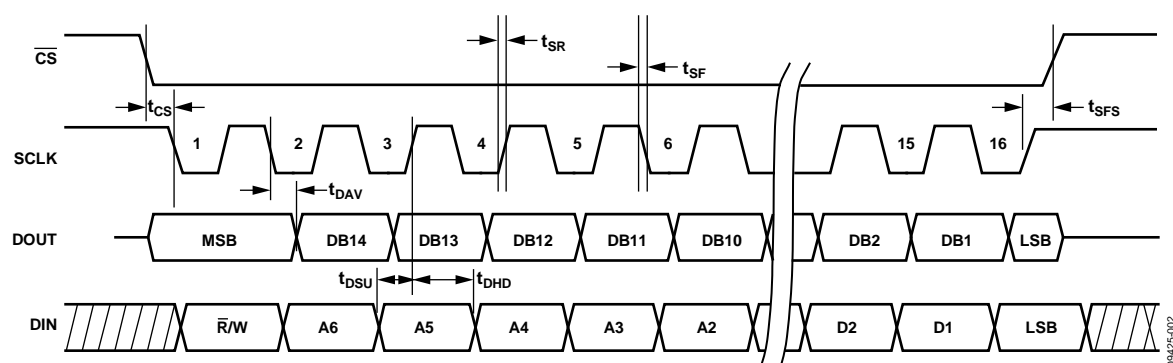 t_SR
CS
t_SF
t_CS
t_SFS
1 2 3 4 5 6 15 16
SCLK
t_DAV
DOUT MSB DB14 DB13 DB12 DB11 DB10 DB2 DB1 LSB
t_DSU t_DHD
DIN R̅/W A6 A5 A4 A3 A2 D2 D1 LSB